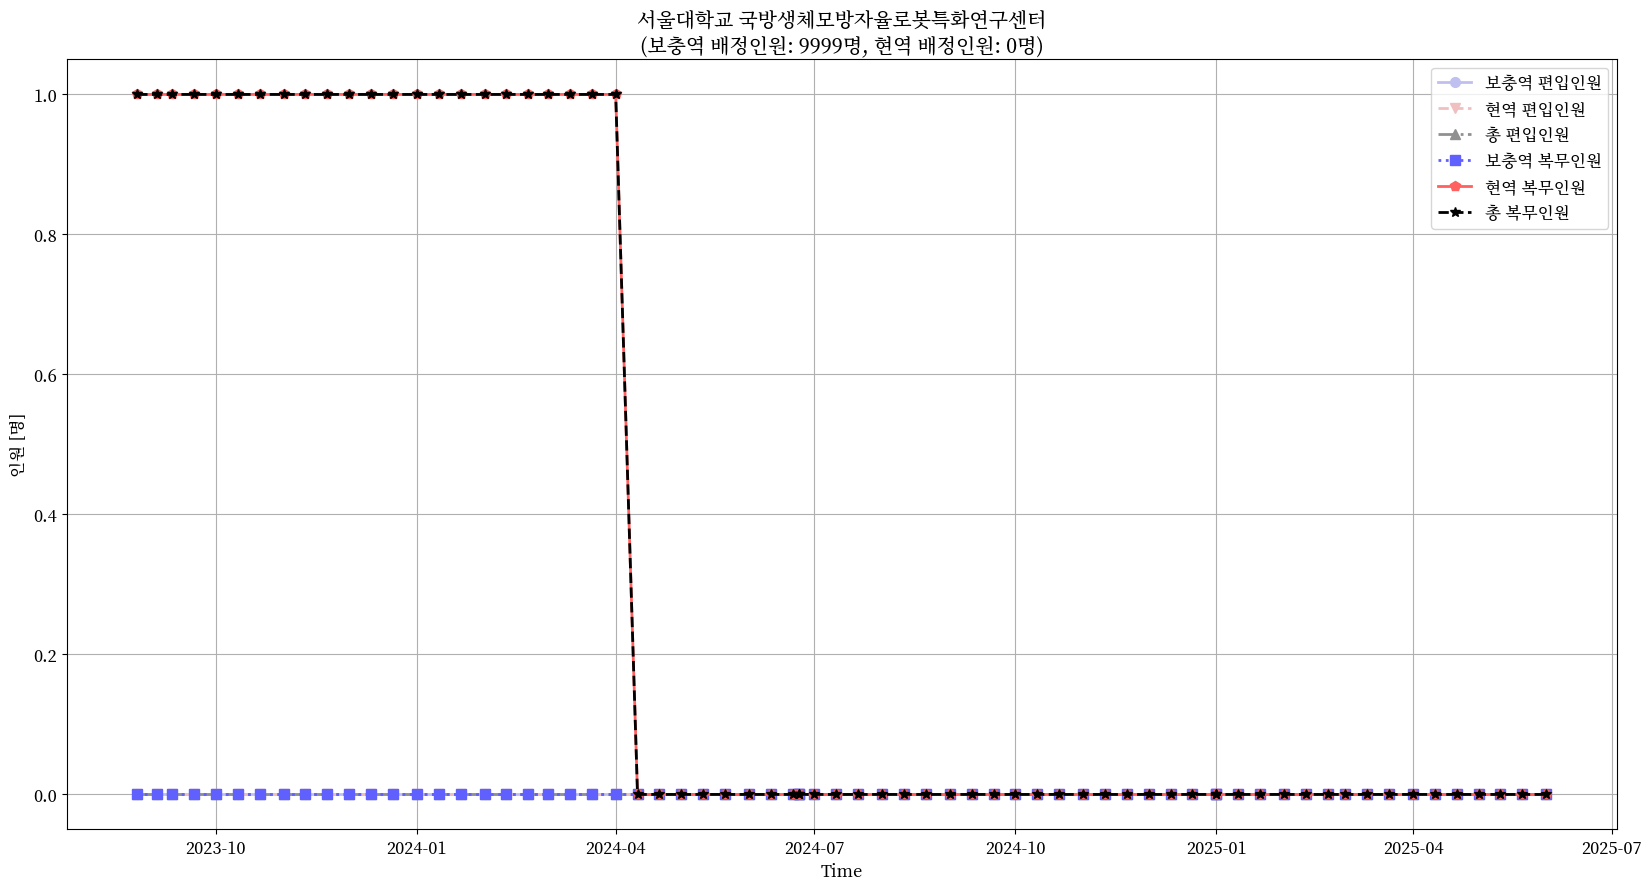 서울대학교 국방생체모방자율로봇특화연구센터
(보충역 배정인원: 9999명, 현역 배정인원: 0명)
보충역 편입인원
현역 편입인원
총 편입인원
보충역 복무인원
현역 복무인원
총 복무인원
인원 [명]
1.0
0.8
0.6
0.4
0.2
0.0
2023-10
2024-01
2024-04
2024-07
2024-10
2025-01
2025-04
2025-07
Time